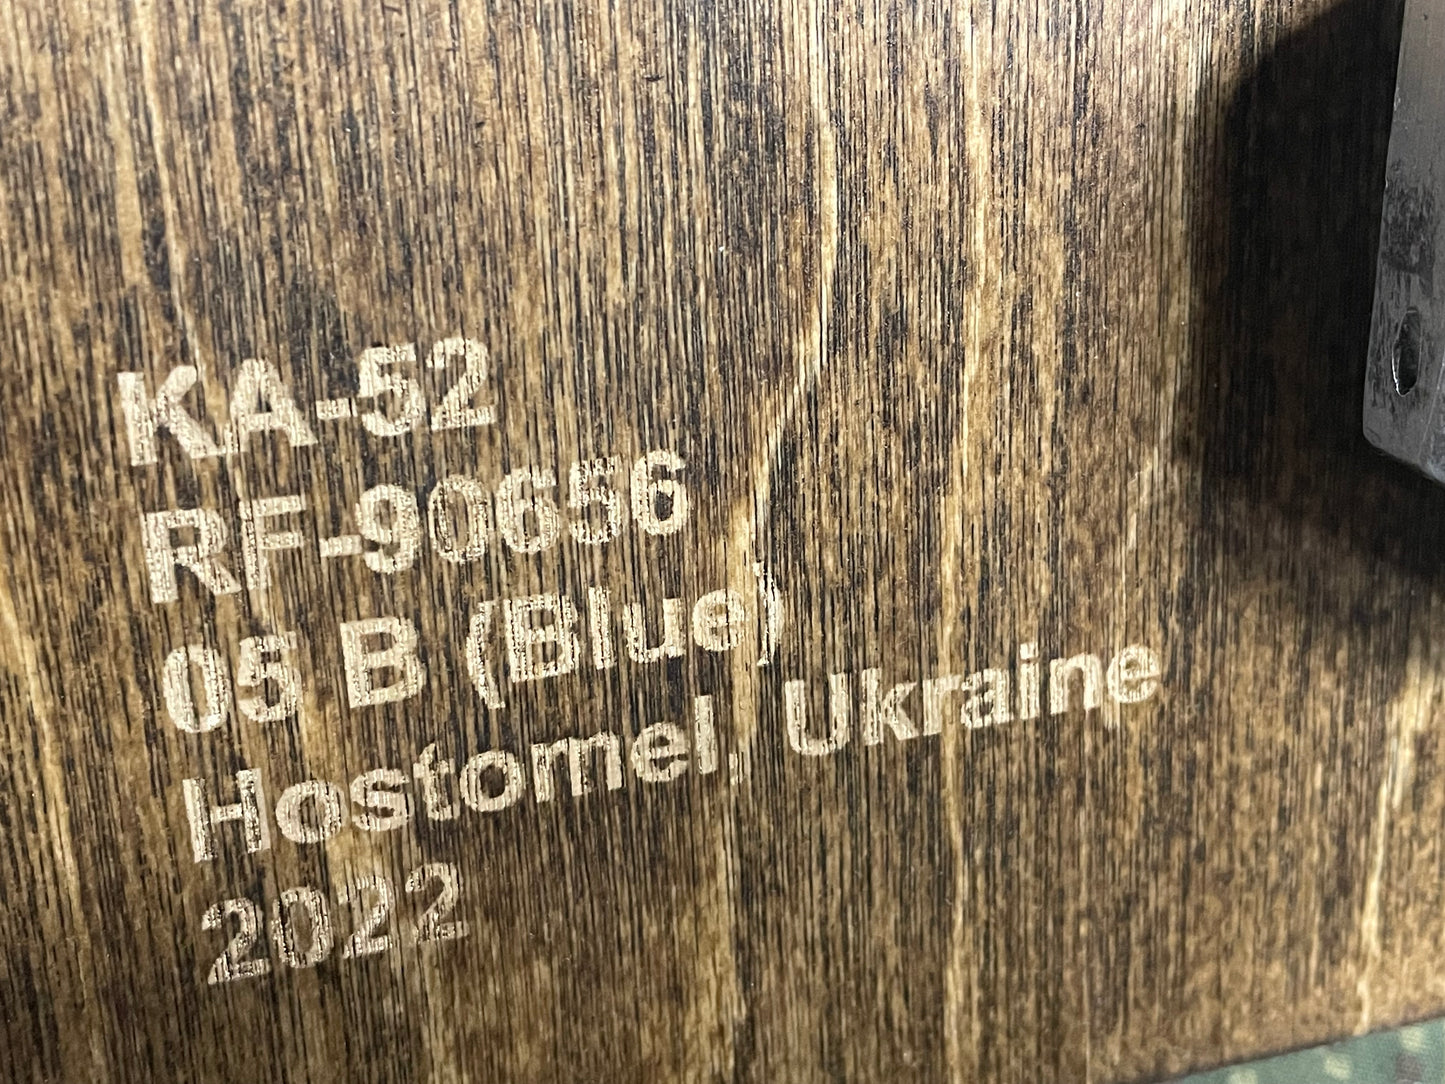 KA-52
RF-90656
05 B (Blue)
Hostomel, Ukraine
2022